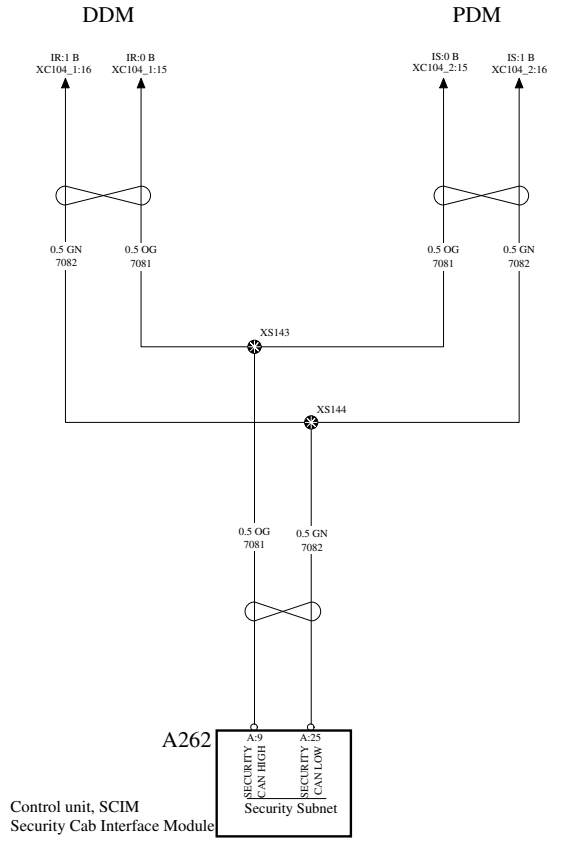 DDM
PDM
IR:1 B
XC104_1:16
IR:0 B
XC104_1:15
IS:0 B
XC104_2:15
IS:1 B
XC104_2:16
0.5 GN
7082
0.5 OG
7081
0.5 OG
7081
0.5 GN
7082
XS143
XS144
0.5 OG
7081
0.5 GN
7082
A262
A:9
A:25
SECURITY
CAN HIGH
SECURITY
CAN LOW
Security Subnet
Control unit, SCIM
Security Cab Interface Module